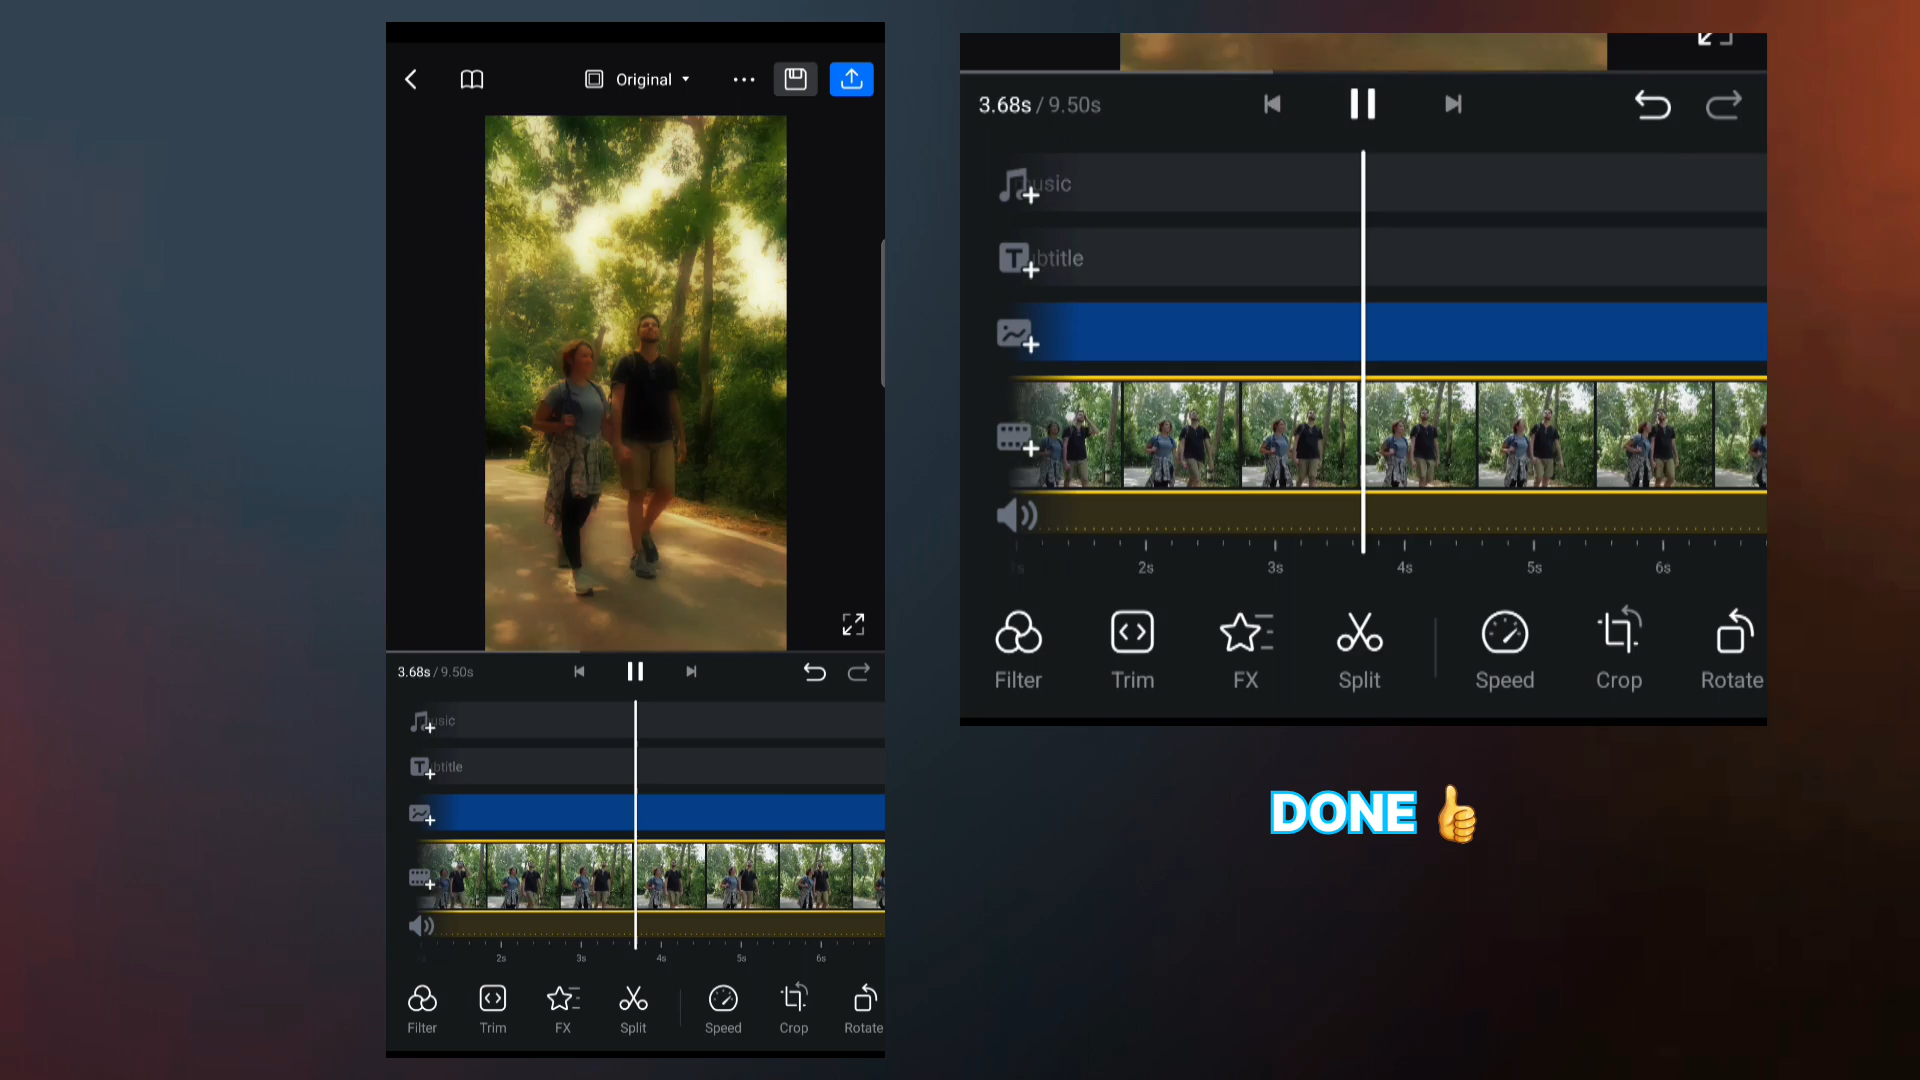 Original
3.68s / 9.50s
usic
btitle
2s 3s 4s 5s 6s
Filter Trim FX Split Speed Crop Rotate
3.68s / 9.50s
usic
btitle
1s 2s 3s 4s 5s 6s
Filter Trim FX Split Speed Crop Rotate
DONE 👍